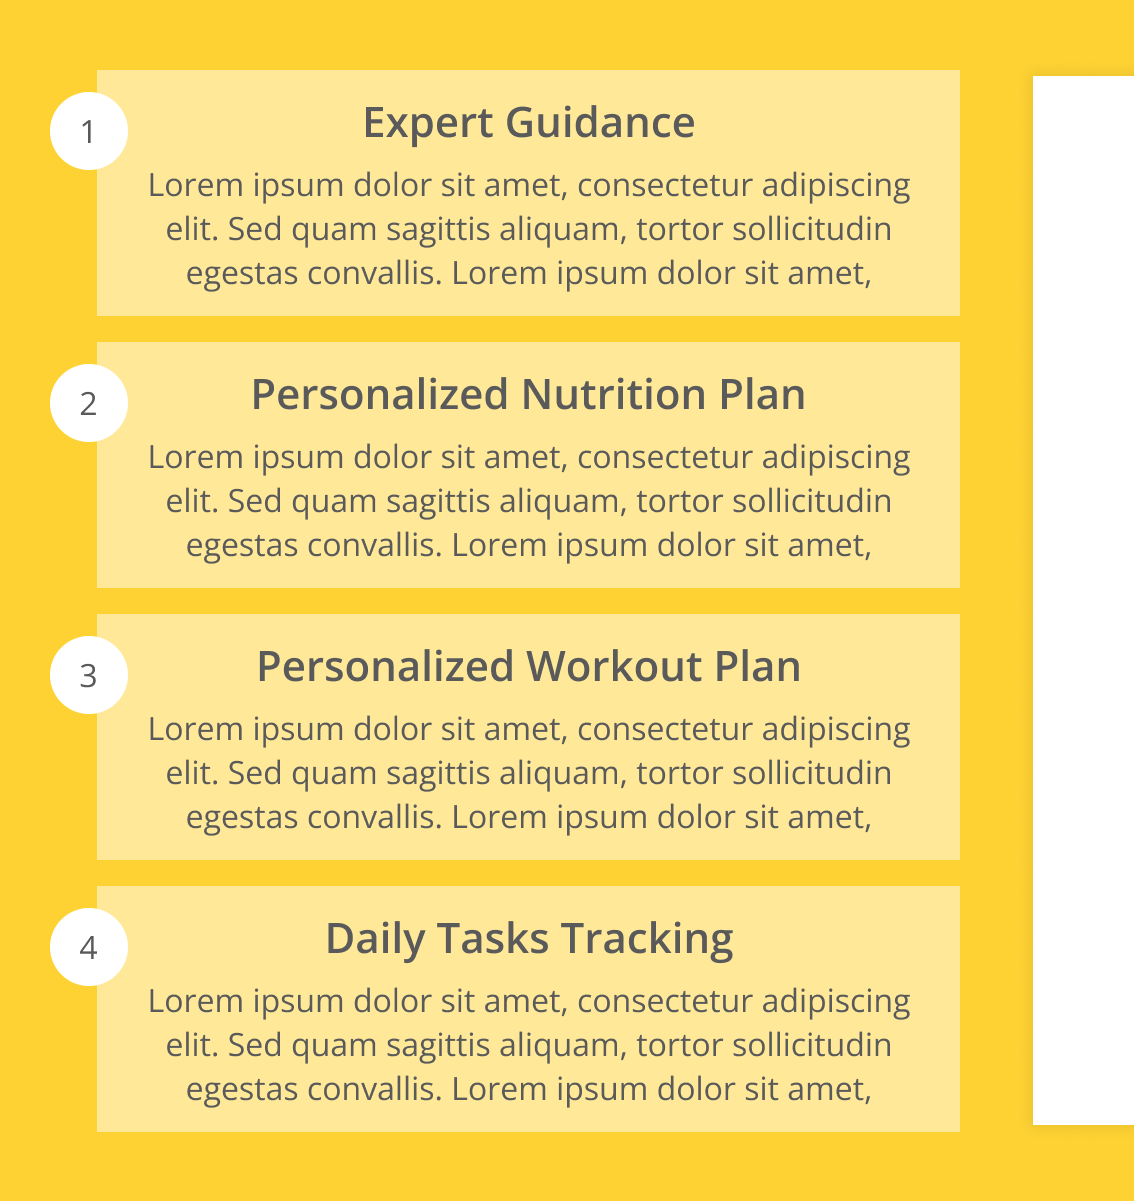 1
Expert Guidance
Lorem ipsum dolor sit amet, consectetur adipiscing
elit. Sed quam sagittis aliquam, tortor sollicitudin
egestas convallis. Lorem ipsum dolor sit amet,
2
Personalized Nutrition Plan
Lorem ipsum dolor sit amet, consectetur adipiscing
elit. Sed quam sagittis aliquam, tortor sollicitudin
egestas convallis. Lorem ipsum dolor sit amet,
3
Personalized Workout Plan
Lorem ipsum dolor sit amet, consectetur adipiscing
elit. Sed quam sagittis aliquam, tortor sollicitudin
egestas convallis. Lorem ipsum dolor sit amet,
4
Daily Tasks Tracking
Lorem ipsum dolor sit amet, consectetur adipiscing
elit. Sed quam sagittis aliquam, tortor sollicitudin
egestas convallis. Lorem ipsum dolor sit amet,